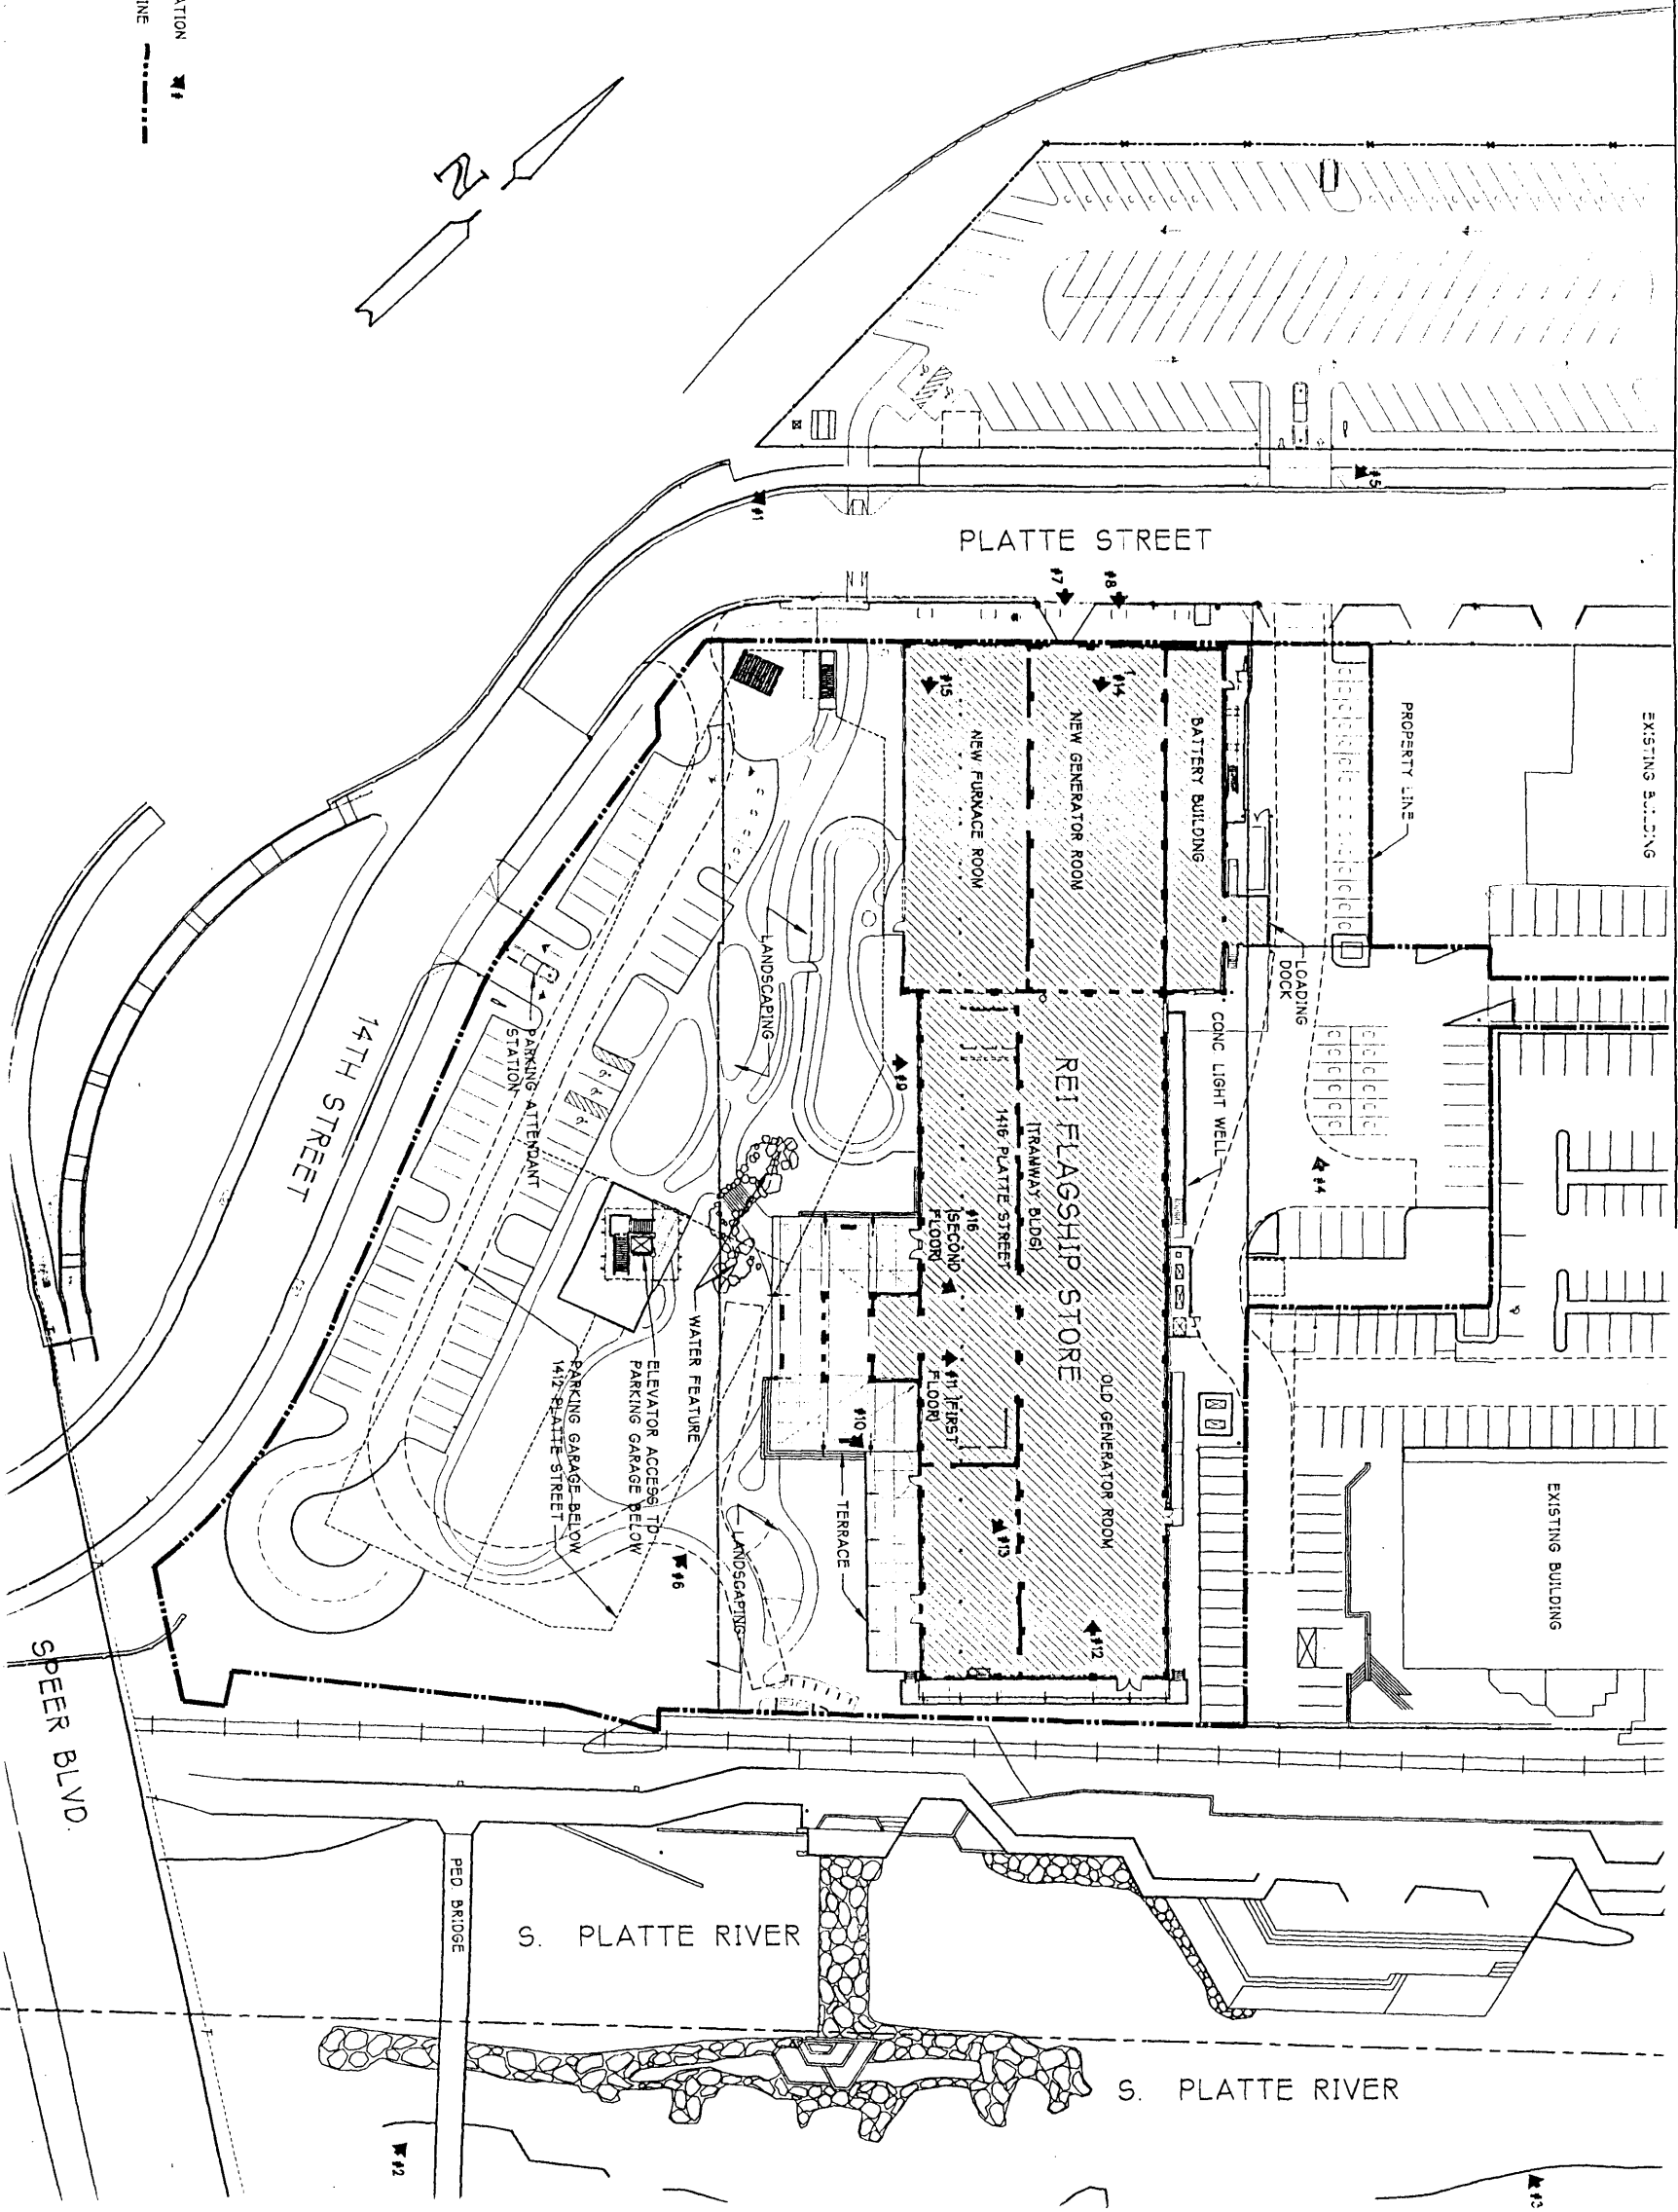 ATION
#
INE
N
#5
#1
PLATTE STREET
#7
#8
EXISTING BUILDING
PROPERTY LINE
#15
#14
NEW FURNACE ROOM
NEW GENERATOR ROOM
BATTERY BUILDING
LOADING
DOCK
CONC LIGHT WELL
LANDSCAPING
PARKING ATTENDANT
STATION
14TH STREET
#9
REI FLAGSHIP STORE
(TRAMWAY BLDG)
1416 PLATTE STREET
#16
(SECOND
FLOOR)
#4
#11 (FIRST
FLOOR)
OLD GENERATOR ROOM
#10
WATER FEATURE
ELEVATOR ACCESS TO
PARKING GARAGE BELOW
PARKING GARAGE BELOW
1412 PLATTE STREET
TERRACE
#13
#6
LANDSCAPING
#12
EXISTING BUILDING
SPEER BLVD.
PED. BRIDGE
S. PLATTE RIVER
S. PLATTE RIVER
#2
#3